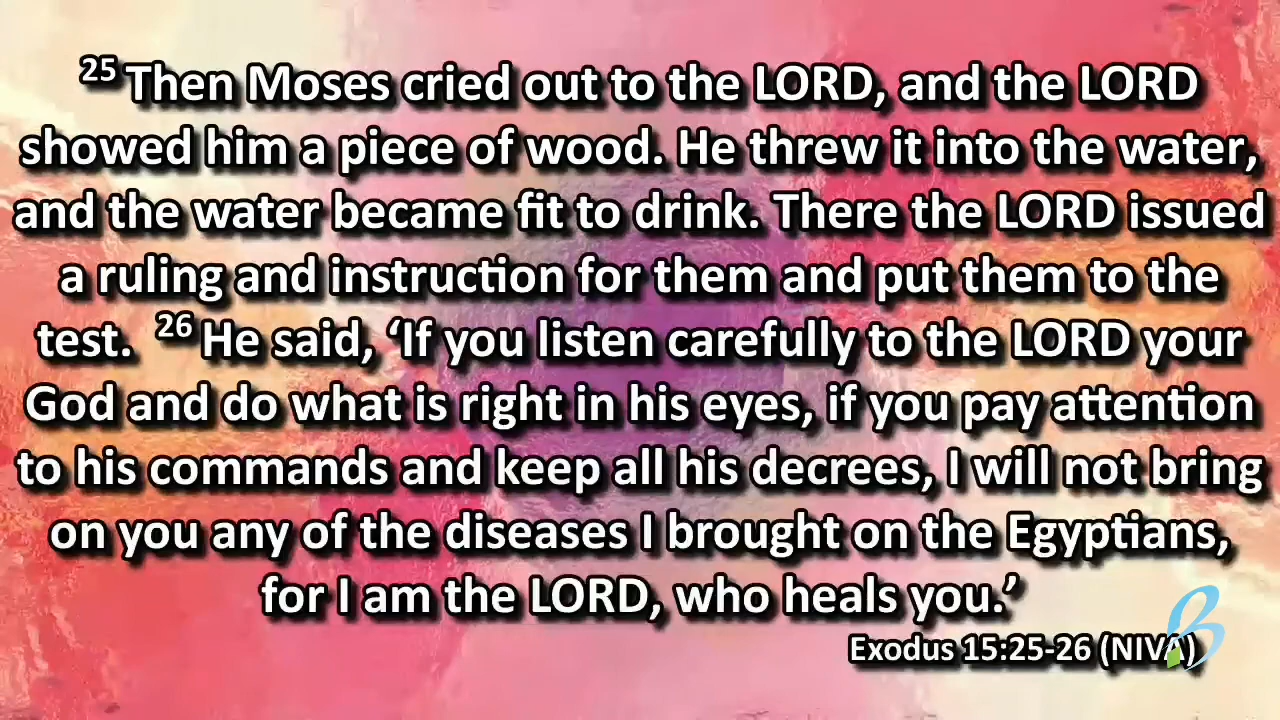 25 Then Moses cried out to the LORD, and the LORD
showed him a piece of wood. He threw it into the water,
and the water became fit to drink. There the LORD issued
a ruling and instruction for them and put them to the
test. 26 He said, ‘If you listen carefully to the LORD your
God and do what is right in his eyes, if you pay attention
to his commands and keep all his decrees, I will not bring
on you any of the diseases I brought on the Egyptians,
for I am the LORD, who heals you.’
Exodus 15:25-26 (NIVA)